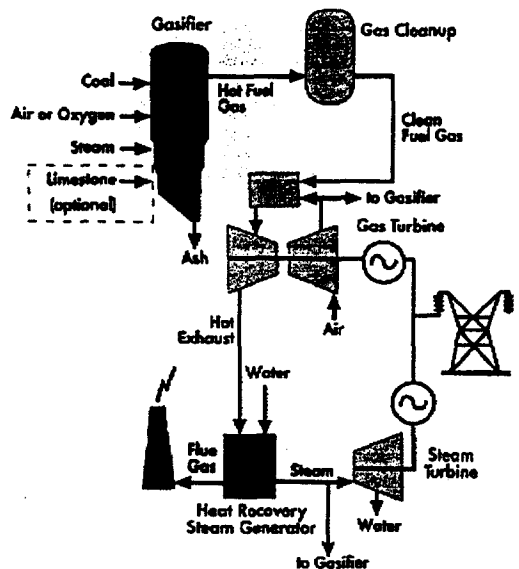 Gasifier
Gas Cleanup
Coal
Hot Fuel
Gas
Air or Oxygen
Clean
Fuel Gas
Steam
Limestone
(optional)
to Gasifier
Gas Turbine
Ash
Hot
Exhaust
Air
Water
Flue
Gas
Steam
Steam
Turbine
Heat Recovery
Steam Generator
Water
to Gasifier